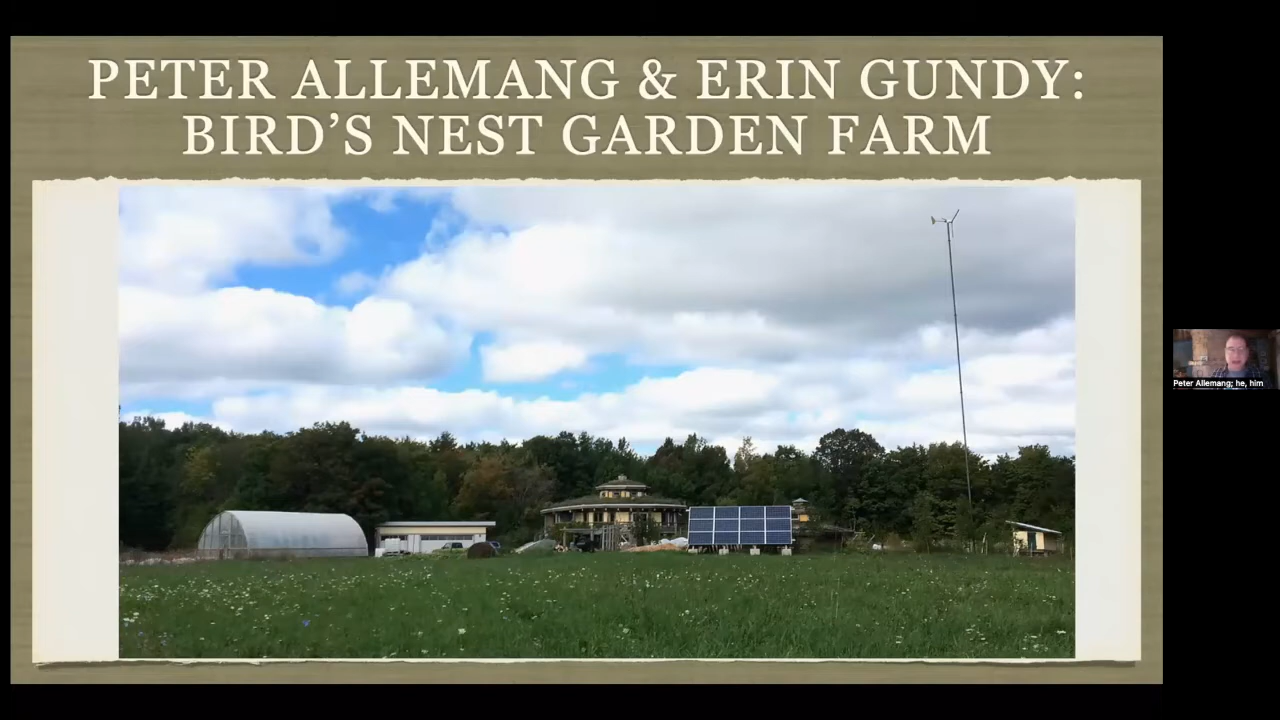 PETER ALLEMANG & ERIN GUNDY:
BIRD’S NEST GARDEN FARM
Peter Allemang; he, him